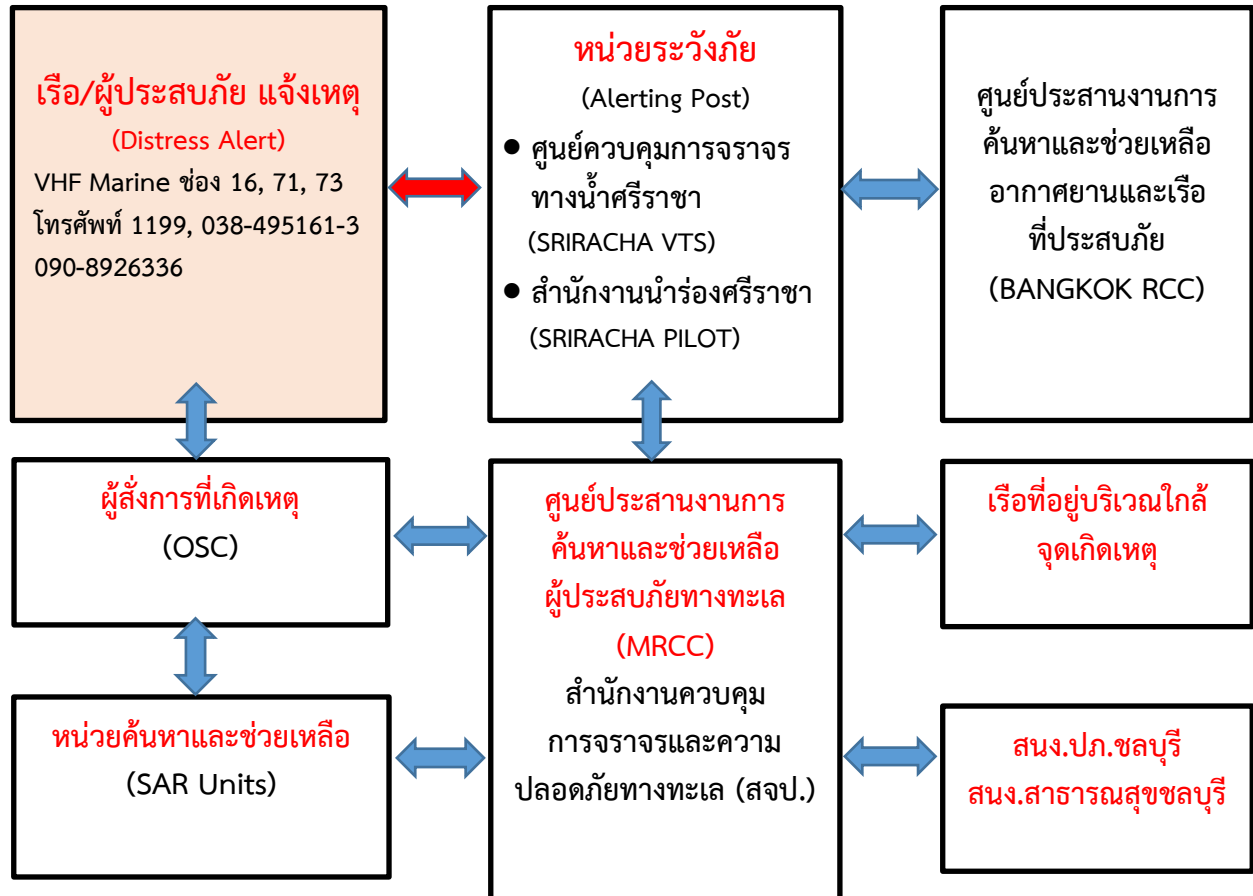 เรือ/ผู้ประสบภัย แจ้งเหตุ
(Distress Alert)
VHF Marine ช่อง 16, 71, 73
โทรศัพท์ 1199, 038-495161-3
090-8926336
หน่วยระวังภัย
(Alerting Post)
● ศูนย์ควบคุมการจราจร
ทางน้ำศรีราชา
(SRIRACHA VTS)
● สำนักงานนำร่องศรีราชา
(SRIRACHA PILOT)
ศูนย์ประสานงานการ
ค้นหาและช่วยเหลือ
อากาศยานและเรือ
ที่ประสบภัย
(BANGKOK RCC)
ผู้สั่งการที่เกิดเหตุ
(OSC)
ศูนย์ประสานงานการ
ค้นหาและช่วยเหลือ
ผู้ประสบภัยทางทะเล
(MRCC)
สำนักงานควบคุม
การจราจรและความ
ปลอดภัยทางทะเล (สจป.)
เรือที่อยู่บริเวณใกล้
จุดเกิดเหตุ
หน่วยค้นหาและช่วยเหลือ
(SAR Units)
สนง.ปภ.ชลบุรี
สนง.สาธารณสุขชลบุรี